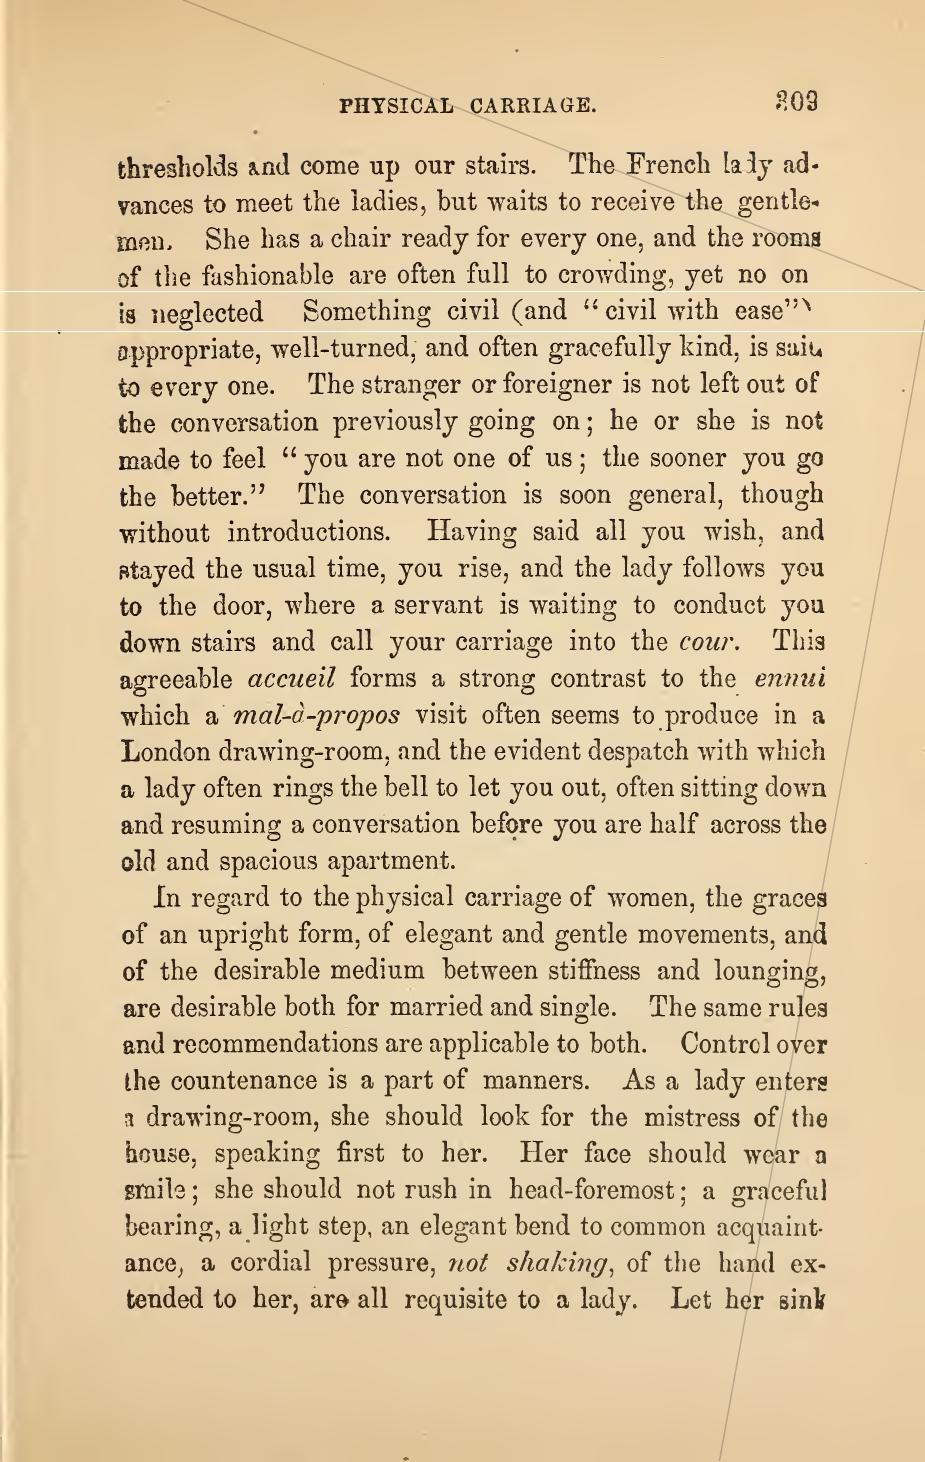 PHYSICAL CARRIAGE. 309
thresholds and come up our stairs. The French lady ad-
vances to meet the ladies, but waits to receive the gentle-
men. She has a chair ready for every one, and the rooms
of the fashionable are often full to crowding, yet no on
is neglected Something civil (and “civil with ease”)
appropriate, well-turned, and often gracefully kind, is said
to every one. The stranger or foreigner is not left out of
the conversation previously going on; he or she is not
made to feel “you are not one of us; the sooner you go
the better.” The conversation is soon general, though
without introductions. Having said all you wish, and
stayed the usual time, you rise, and the lady follows you
to the door, where a servant is waiting to conduct you
down stairs and call your carriage into the cour. This
agreeable accueil forms a strong contrast to the ennui
which a mal-à-propos visit often seems to produce in a
London drawing-room, and the evident despatch with which
a lady often rings the bell to let you out, often sitting down
and resuming a conversation before you are half across the
old and spacious apartment.
In regard to the physical carriage of women, the graces
of an upright form, of elegant and gentle movements, and
of the desirable medium between stiffness and lounging,
are desirable both for married and single. The same rules
and recommendations are applicable to both. Control over
the countenance is a part of manners. As a lady enters
a drawing-room, she should look for the mistress of the
house, speaking first to her. Her face should wear a
smile; she should not rush in head-foremost; a graceful
bearing, a light step, an elegant bend to common acquaint-
ance, a cordial pressure, not shaking, of the hand ex-
tended to her, are all requisite to a lady. Let her sink